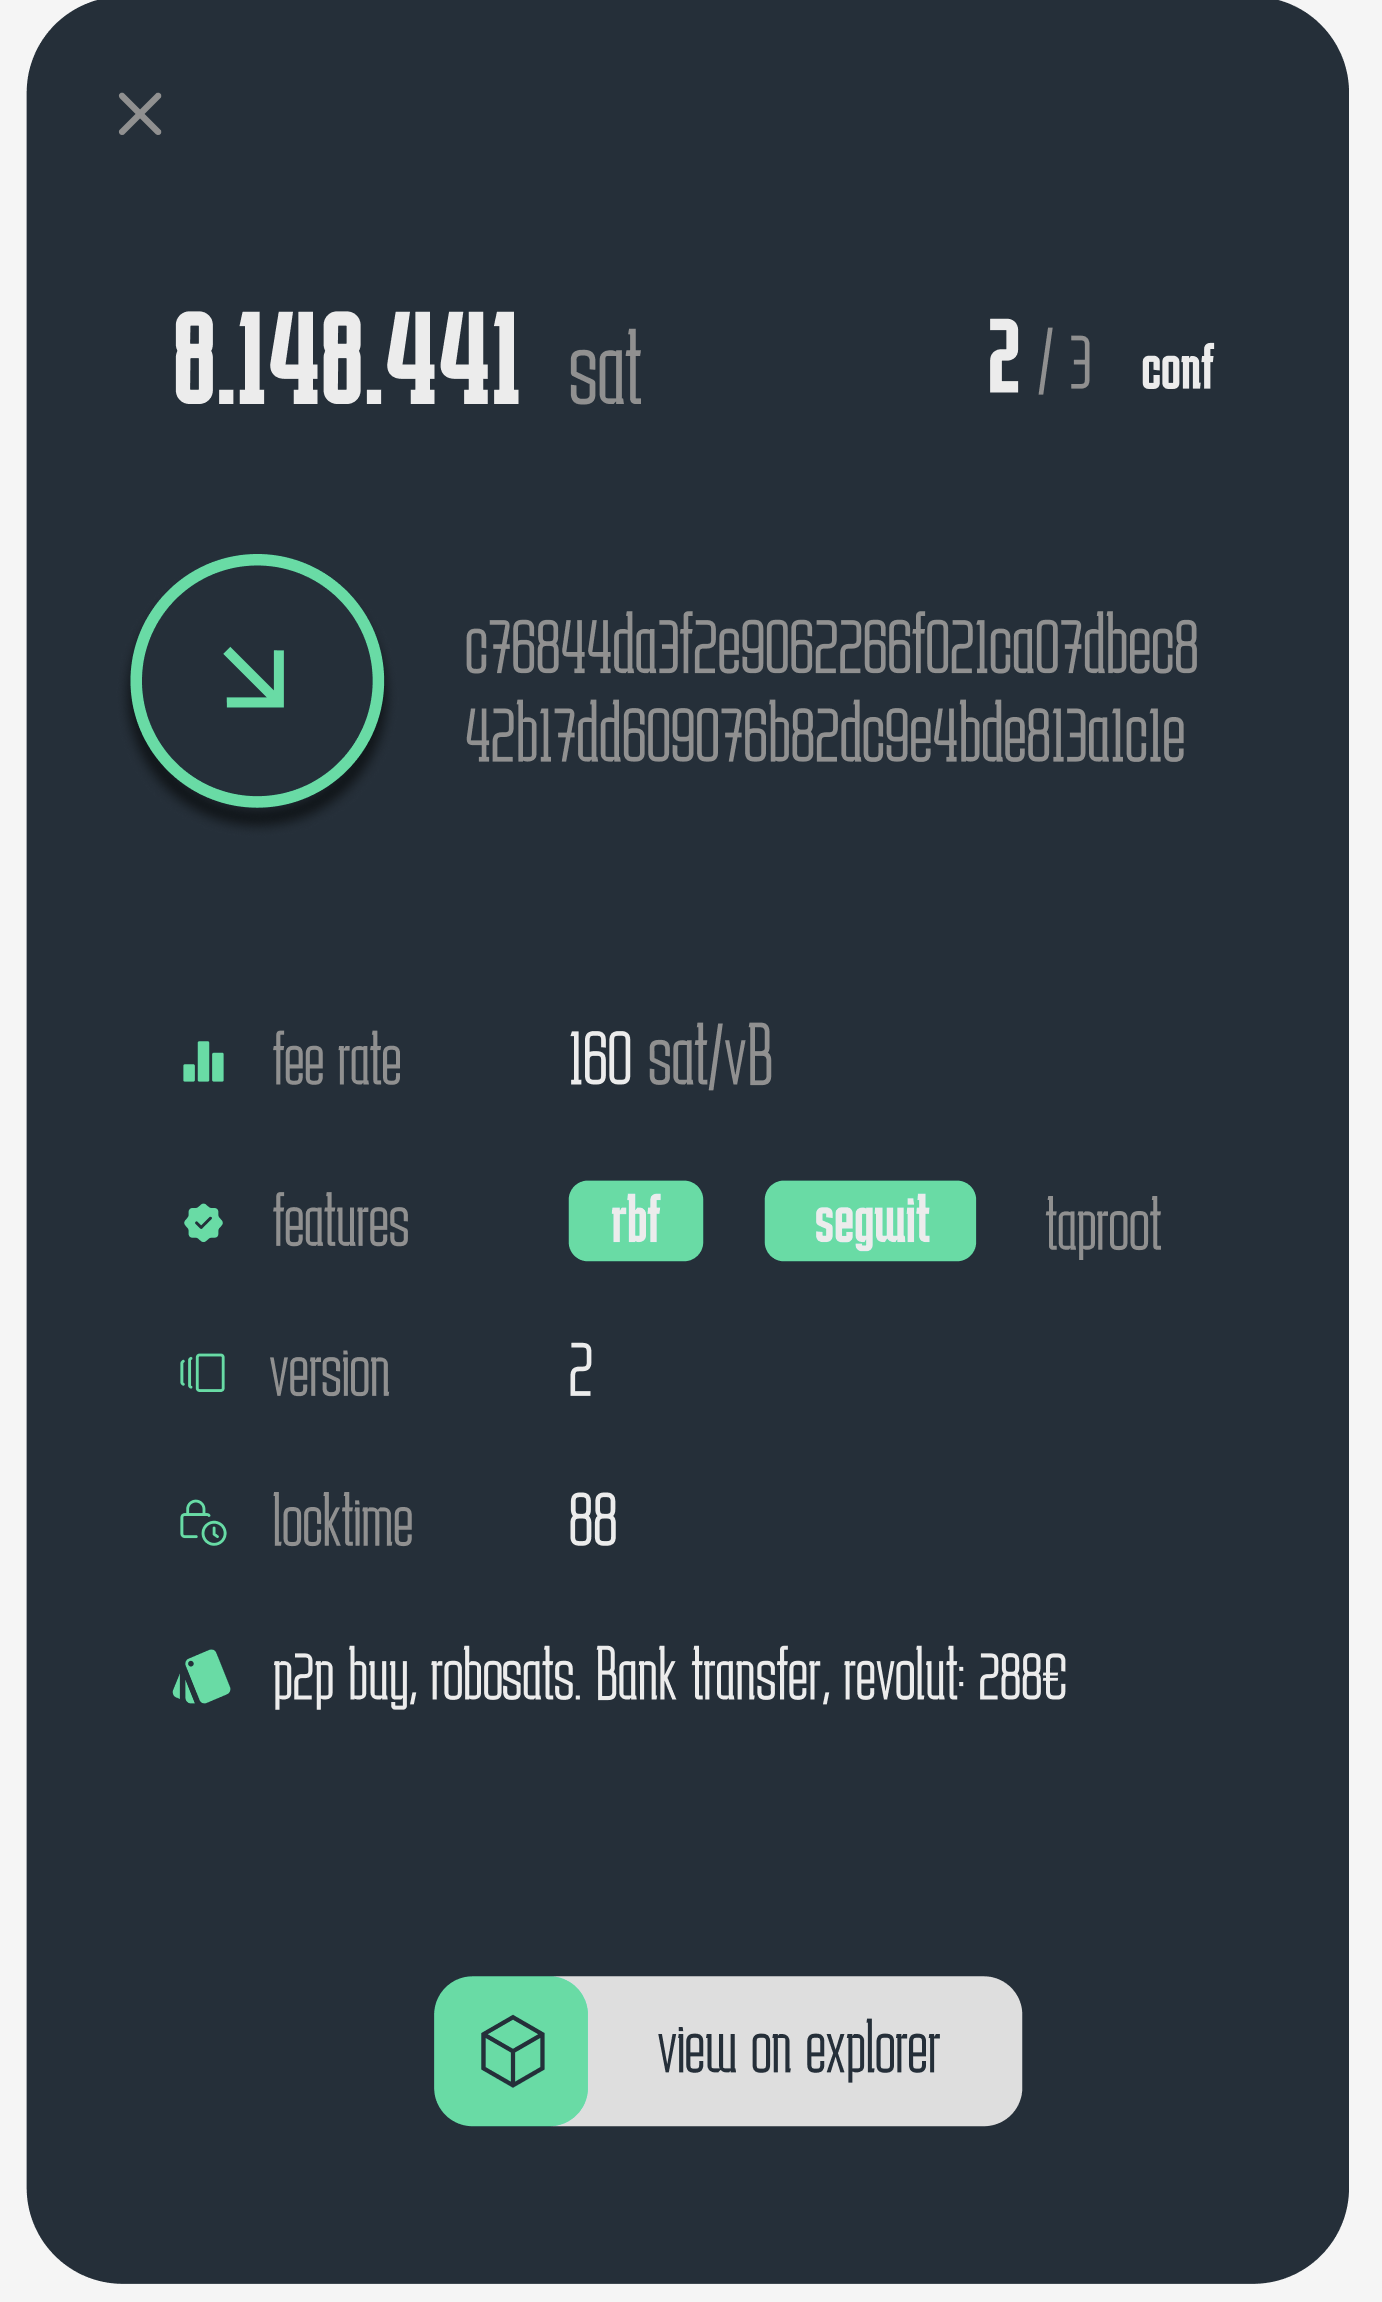 8.148.441 sat 2 / 3 conf
c76844da3f2e9062266f021ca07dbec8
42b17dd609076b82dc9e4bde813a1c1e
fee rate 160 sat/vB
features rbf segwit taproot
version 2
locktime 88
p2p buy, robosats. Bank transfer, revolut: 288€
view on explorer